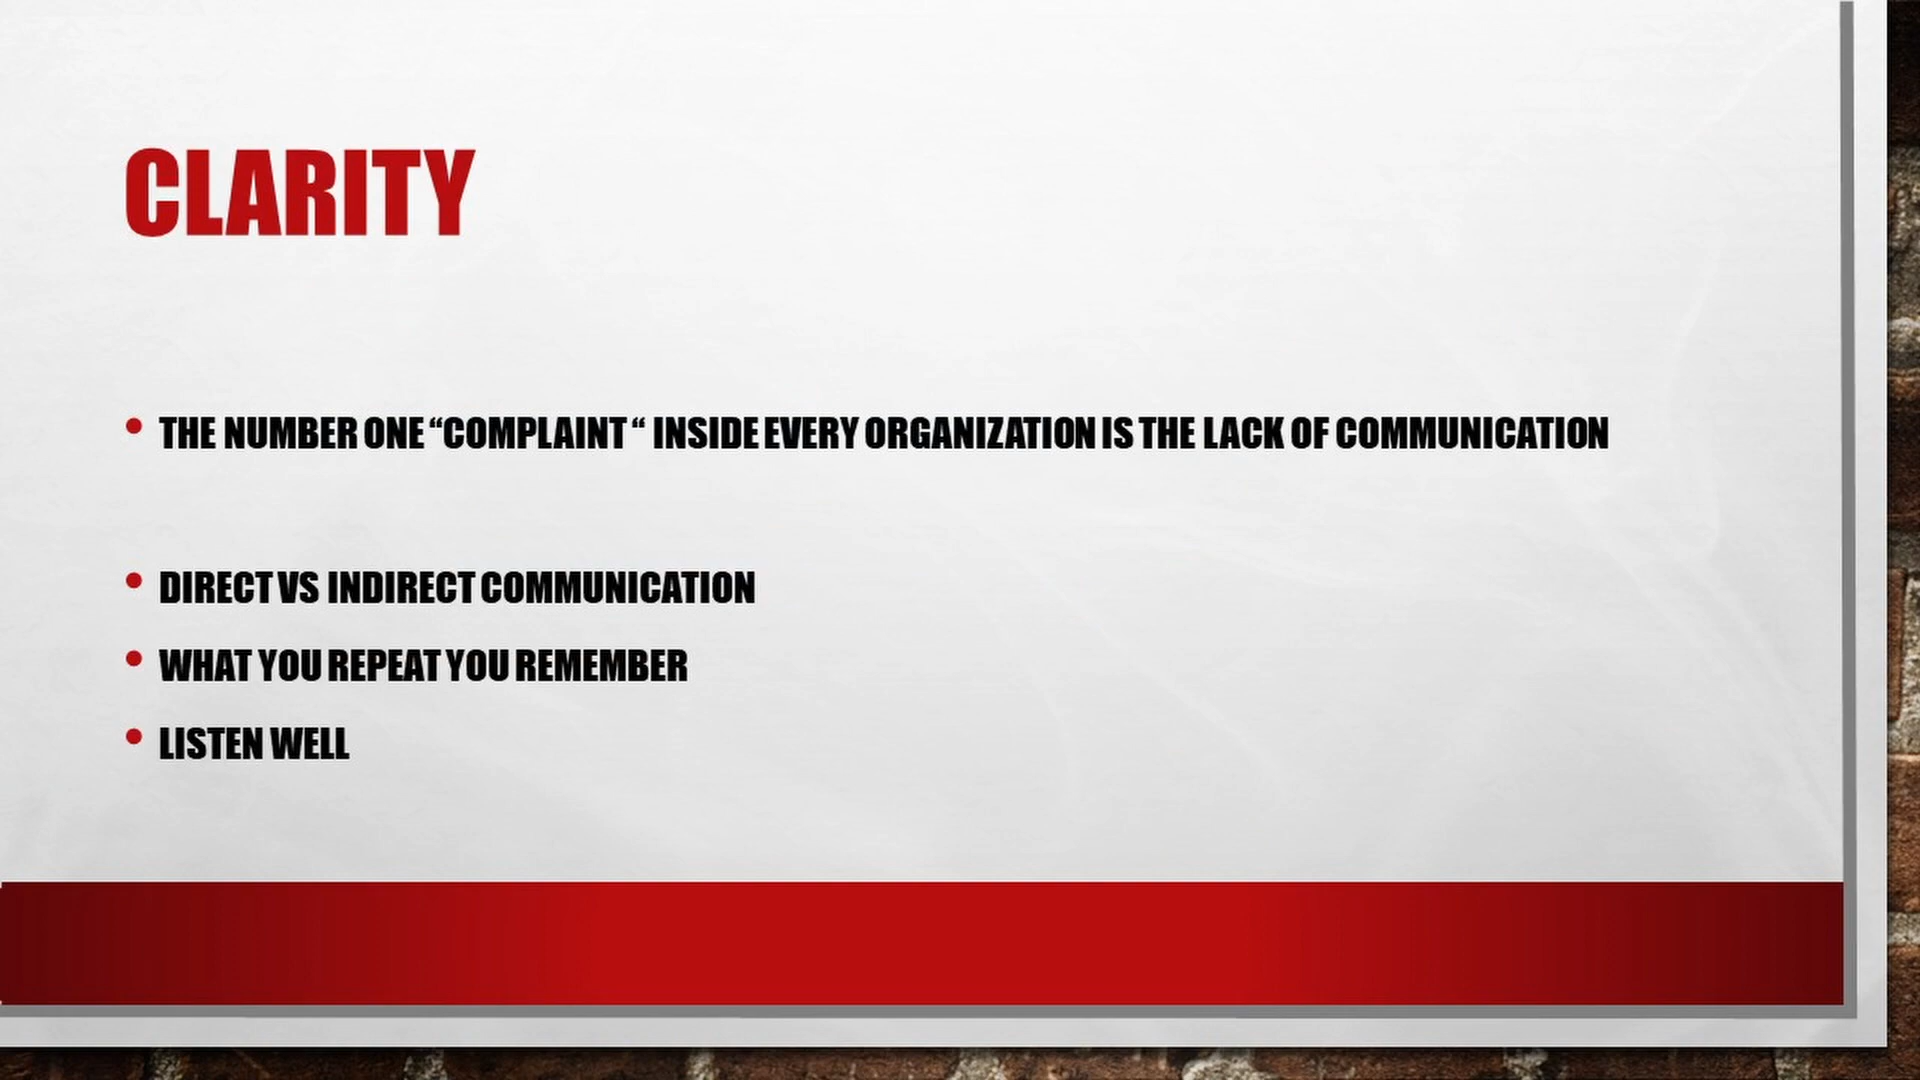 CLARITY
• THE NUMBER ONE “COMPLAINT “ INSIDE EVERY ORGANIZATION IS THE LACK OF COMMUNICATION
• DIRECT VS INDIRECT COMMUNICATION
• WHAT YOU REPEAT YOU REMEMBER
• LISTEN WELL